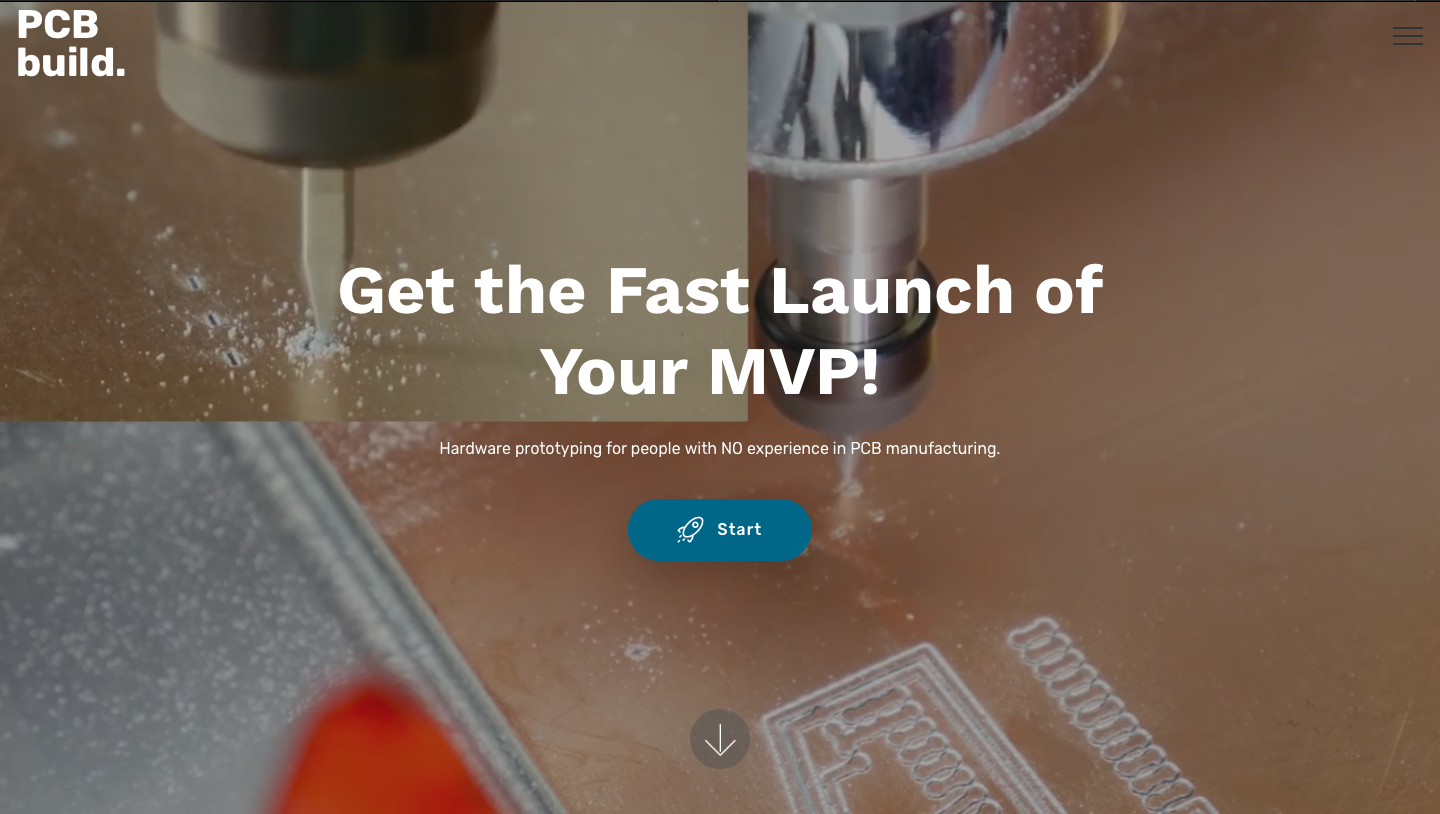 PCB
build.
Get the Fast Launch of
Your MVP!
Hardware prototyping for people with NO experience in PCB manufacturing.
Start